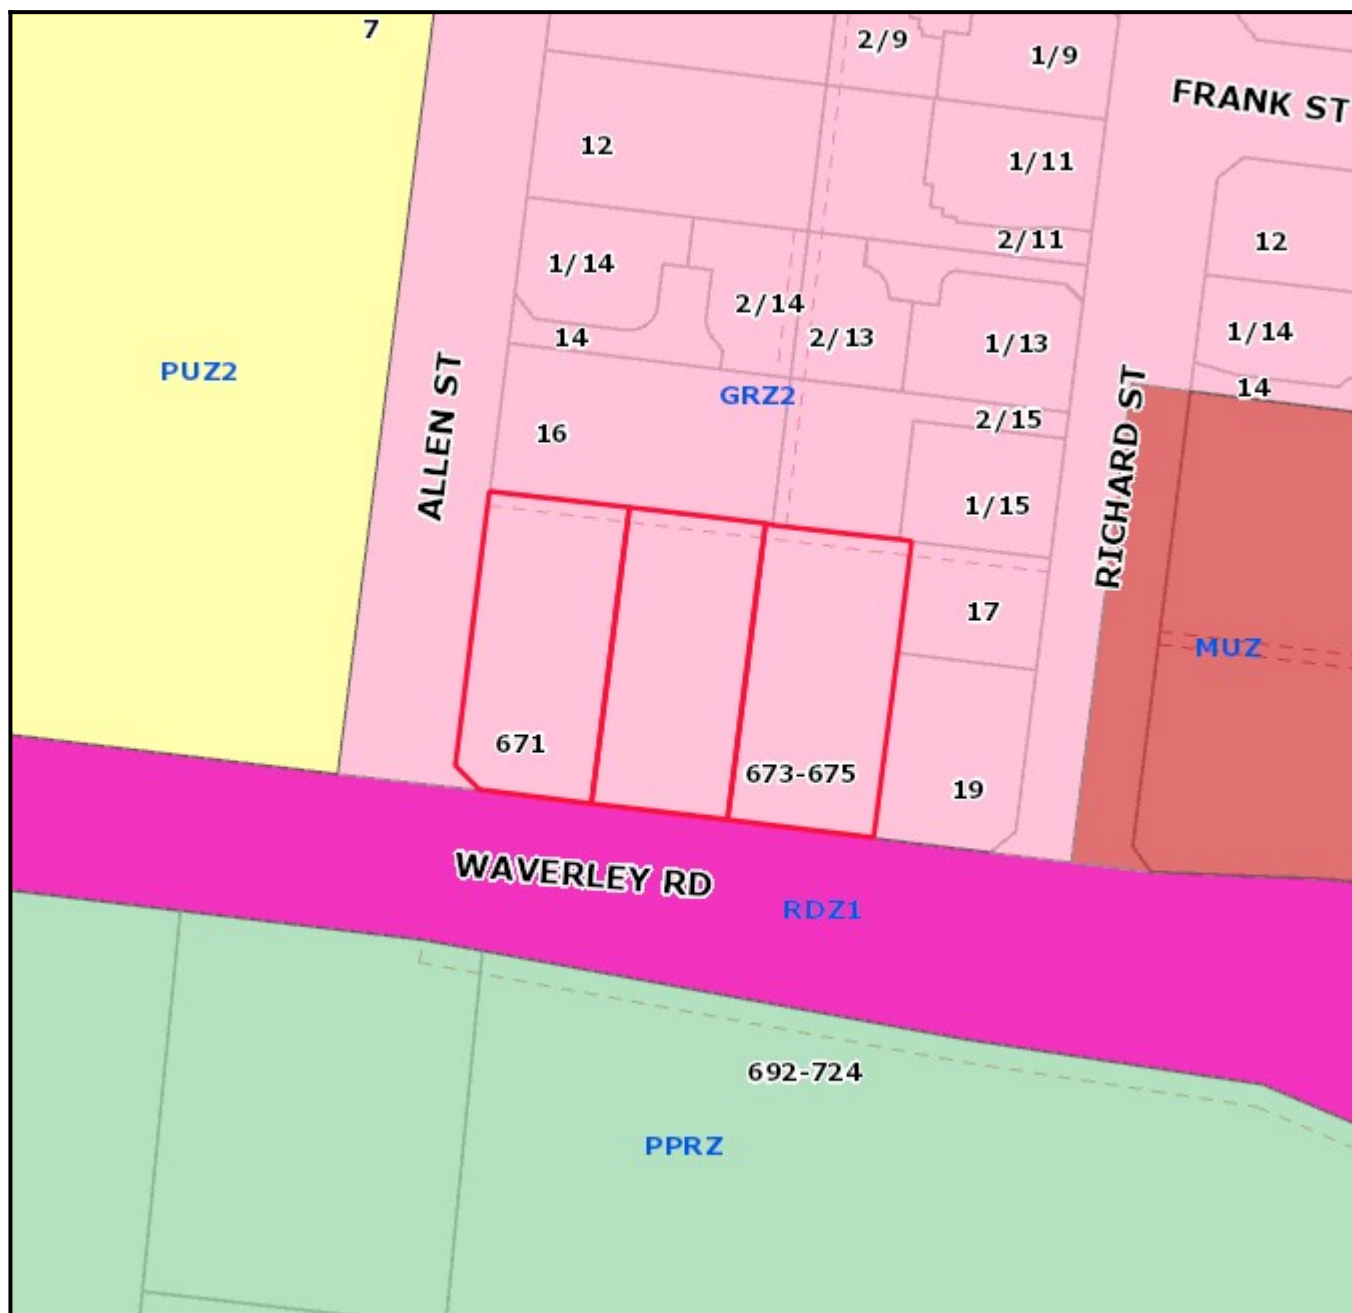 7
2/9
1/9
FRANK ST
12
1/11
2/11
12
1/14
2/14
14
2/13
1/13
1/14
PUZ2
ALLEN ST
GRZ2
RICHARD ST
14
16
2/15
1/15
17
MUZ
671
673-675
19
WAVERLEY RD
RDZ1
692-724
PPRZ